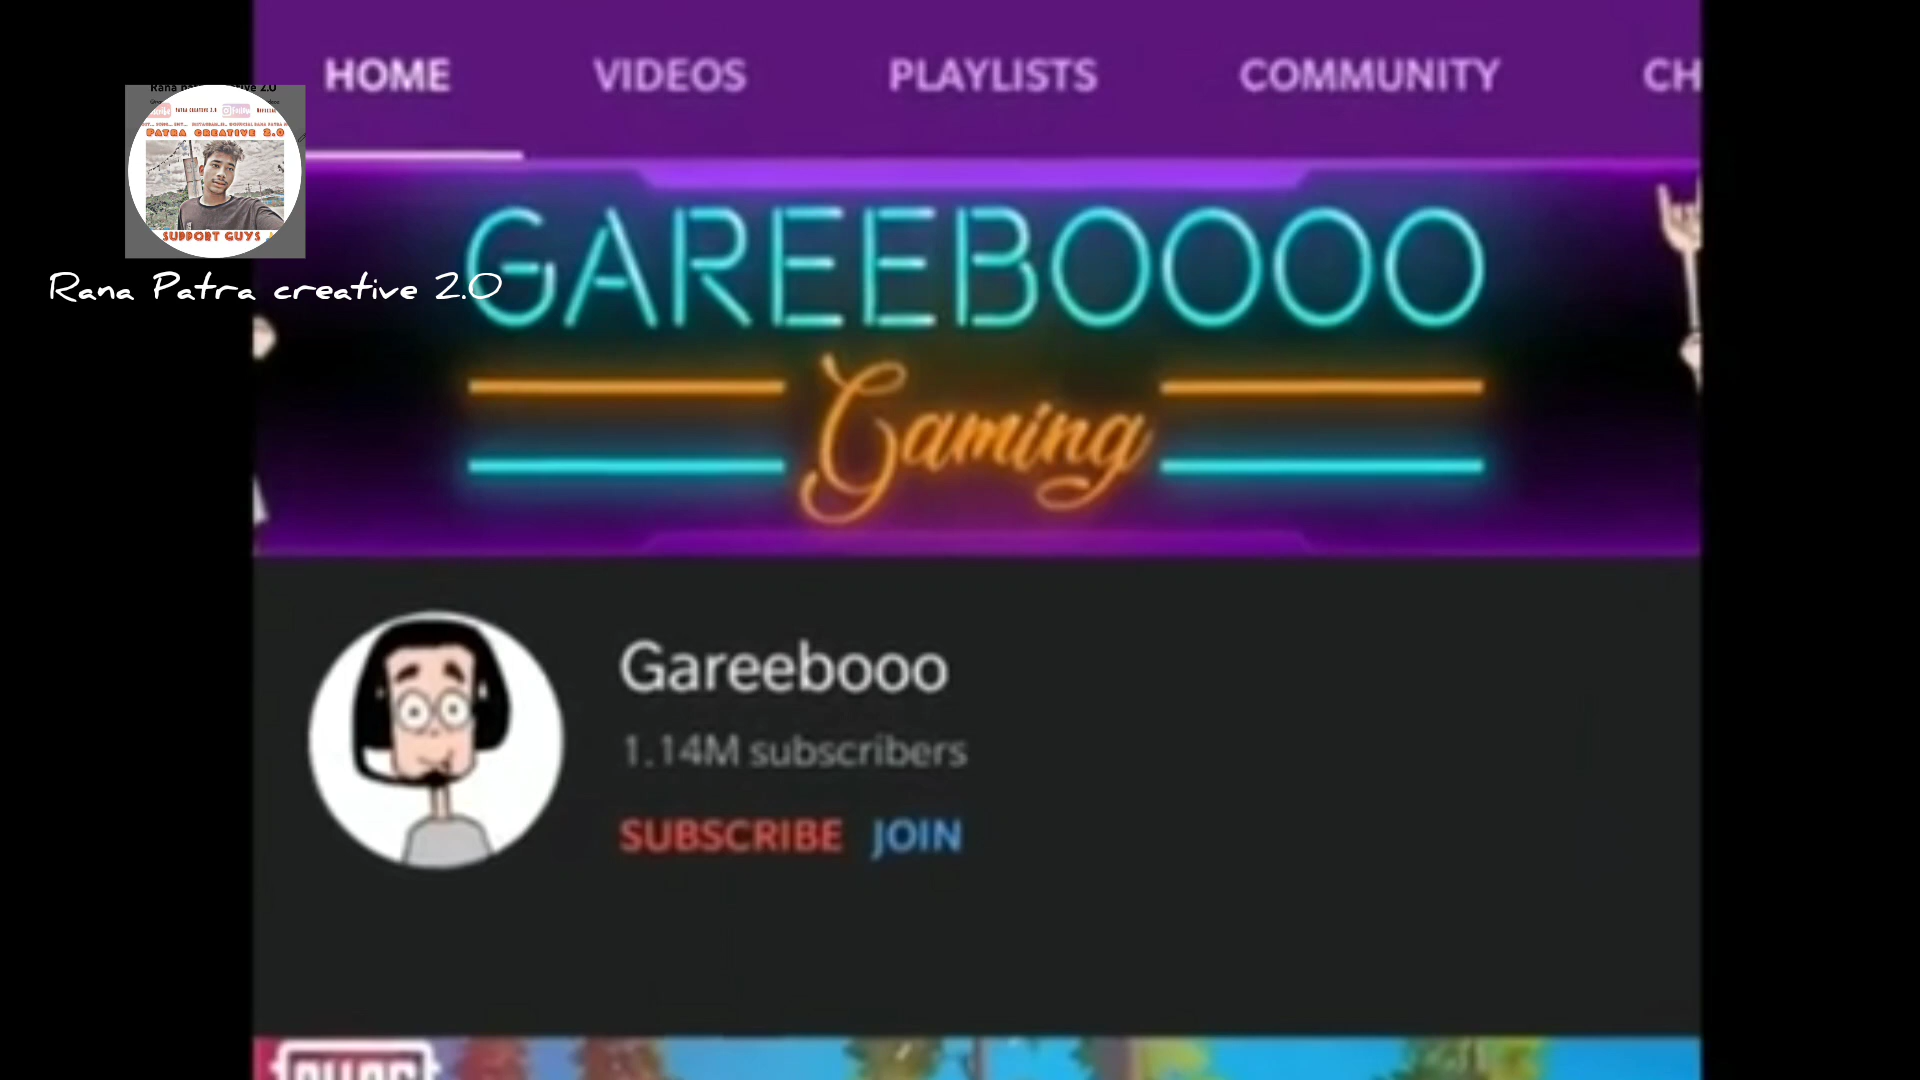 HOME VIDEOS PLAYLISTS COMMUNITY CH
PATRA CREATIVE 2.0
SUPPORT GUYS
Rana Patra creative 2.0
GAREEBOOOO
Gaming
Gareebooo
1.14M subscribers
SUBSCRIBE JOIN